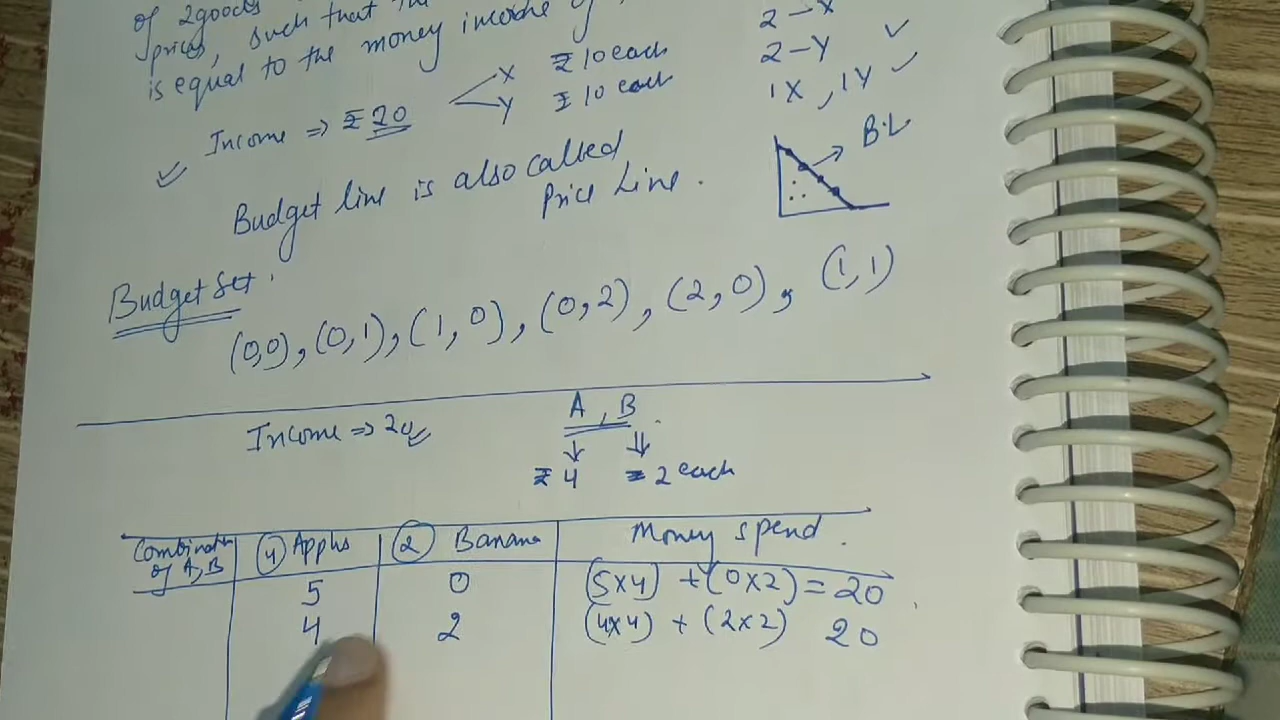 of 2goods
prices, such that the
is equal to the money income of
2 – X
2 – Y ✓
1X , 1Y ✓
X ₹ 10 each
Income ⇒ ₹ 20
Y ₹ 10 each
B.L
Budget line is also called
Price Line .
Budget Set
(0,0), (0,1), (1,0), (0,2), (2,0), (1,1)
Income ⇒ 20
A , B
₹ 4 ₹ 2 each
Combination of A, B | (4) Apples | (2) Banana | Money spend .
5 | 0 | (5×4) + (0×2) = 20
4 | 2 | (4×4) + (2×2) 20